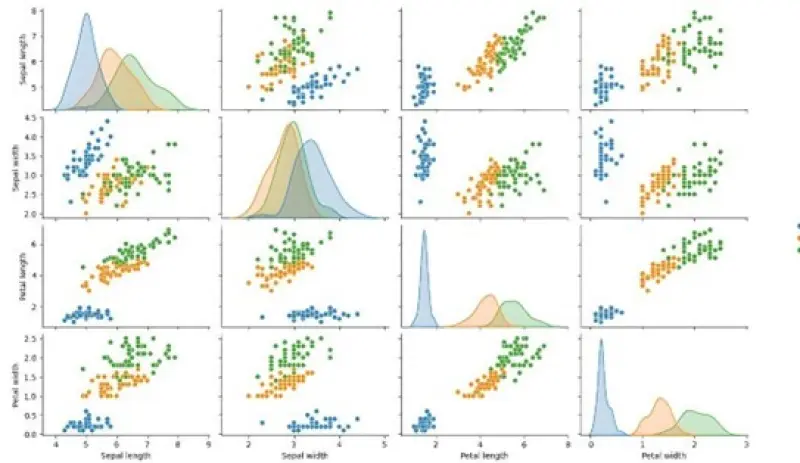 8
7
6
5
Sepal length
4.5
4.0
3.5
3.0
2.5
2.0
Sepal width
6
4
2
Petal length
2.5
2.0
1.5
1.0
0.5
0.0
Petal width
4 5 6 7 8 9
Sepal length
2 3 4 5
Sepal width
2 4 6 8
Petal length
0 1 2 3
Petal width